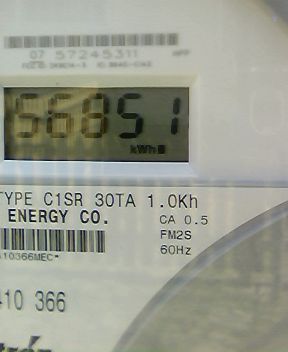 07 57245311
56851
kWh
TYPE C1SR 30TA 1.0Kh
ENERGY CO.
CA 0.5
FM2S
60Hz
410 366